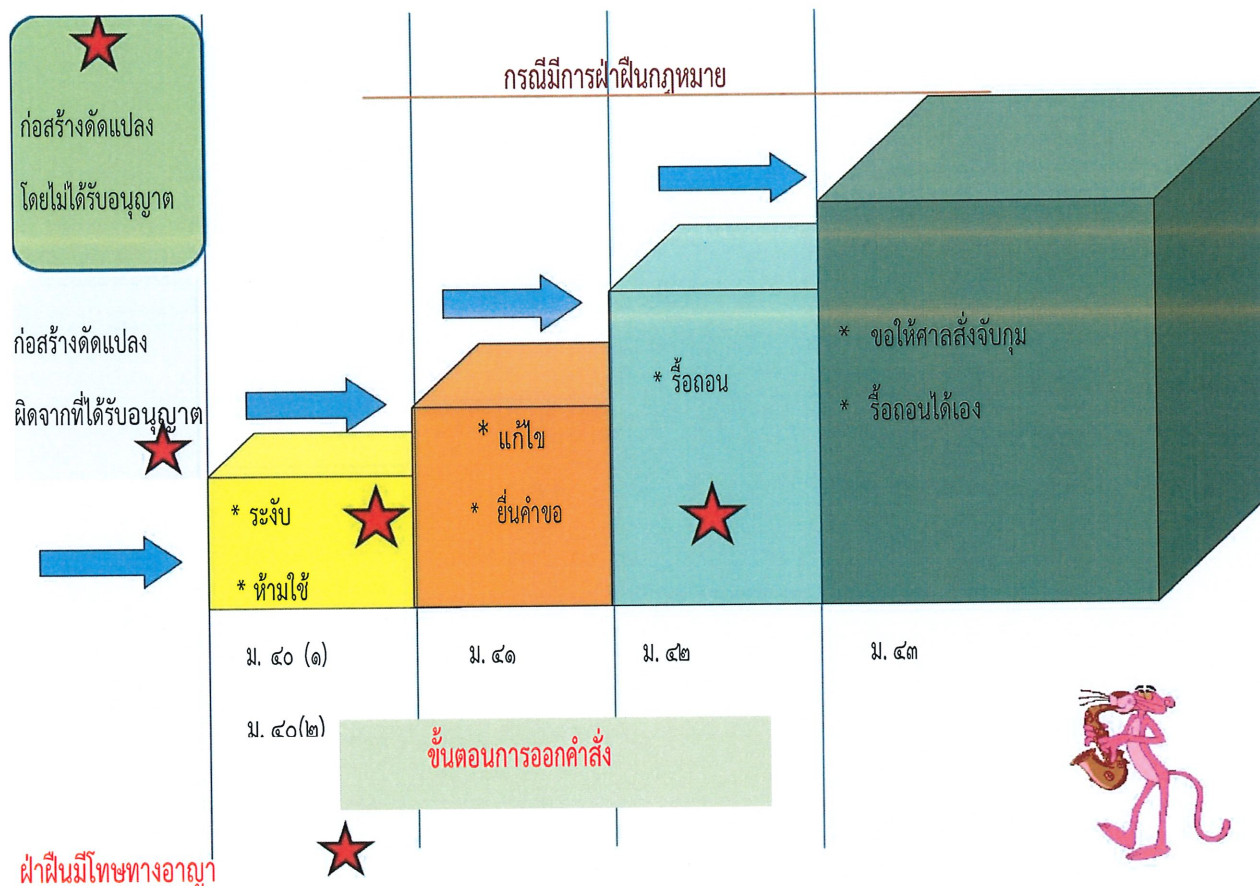 กรณีมีการฝ่าฝืนกฎหมาย
ก่อสร้างดัดแปลง
โดยไม่ได้รับอนุญาต
ก่อสร้างดัดแปลง
ผิดจากที่ได้รับอนุญาต
* ระงับ
* ห้ามใช้
* แก้ไข
* ยื่นคำขอ
* รื้อถอน
* ขอให้ศาลสั่งจับกุม
* รื้อถอนได้เอง
ม. ๔๐ (๑)
ม. ๔๑
ม. ๔๒
ม. ๔๓
ม. ๔๐(๒)
ขั้นตอนการออกคำสั่ง
ฝ่าฝืนมีโทษทางอาญา